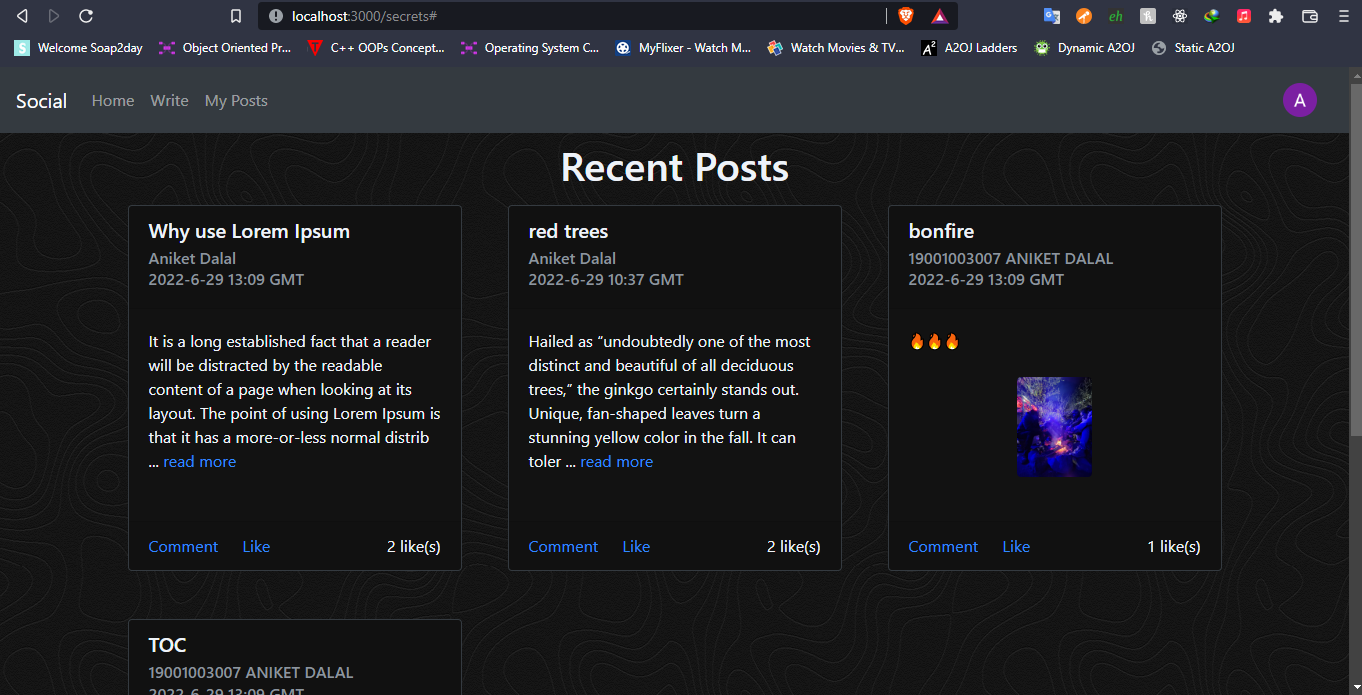 localhost:3000/secrets#
Welcome Soap2day
Object Oriented Pr...
C++ OOPs Concept...
Operating System C...
MyFlixer - Watch M...
Watch Movies & TV...
A2OJ Ladders
Dynamic A2OJ
Static A2OJ
Social
Home
Write
My Posts
A
Recent Posts
Why use Lorem Ipsum
Aniket Dalal
2022-6-29 13:09 GMT
It is a long established fact that a reader
will be distracted by the readable
content of a page when looking at its
layout. The point of using Lorem Ipsum is
that it has a more-or-less normal distrib
... read more
Comment
Like
2 like(s)
red trees
Aniket Dalal
2022-6-29 10:37 GMT
Hailed as “undoubtedly one of the most
distinct and beautiful of all deciduous
trees,” the ginkgo certainly stands out.
Unique, fan-shaped leaves turn a
stunning yellow color in the fall. It can
toler ... read more
Comment
Like
2 like(s)
bonfire
19001003007 ANIKET DALAL
2022-6-29 13:09 GMT
🔥🔥🔥
Comment
Like
1 like(s)
TOC
19001003007 ANIKET DALAL
2022-6-29 13:09 GMT